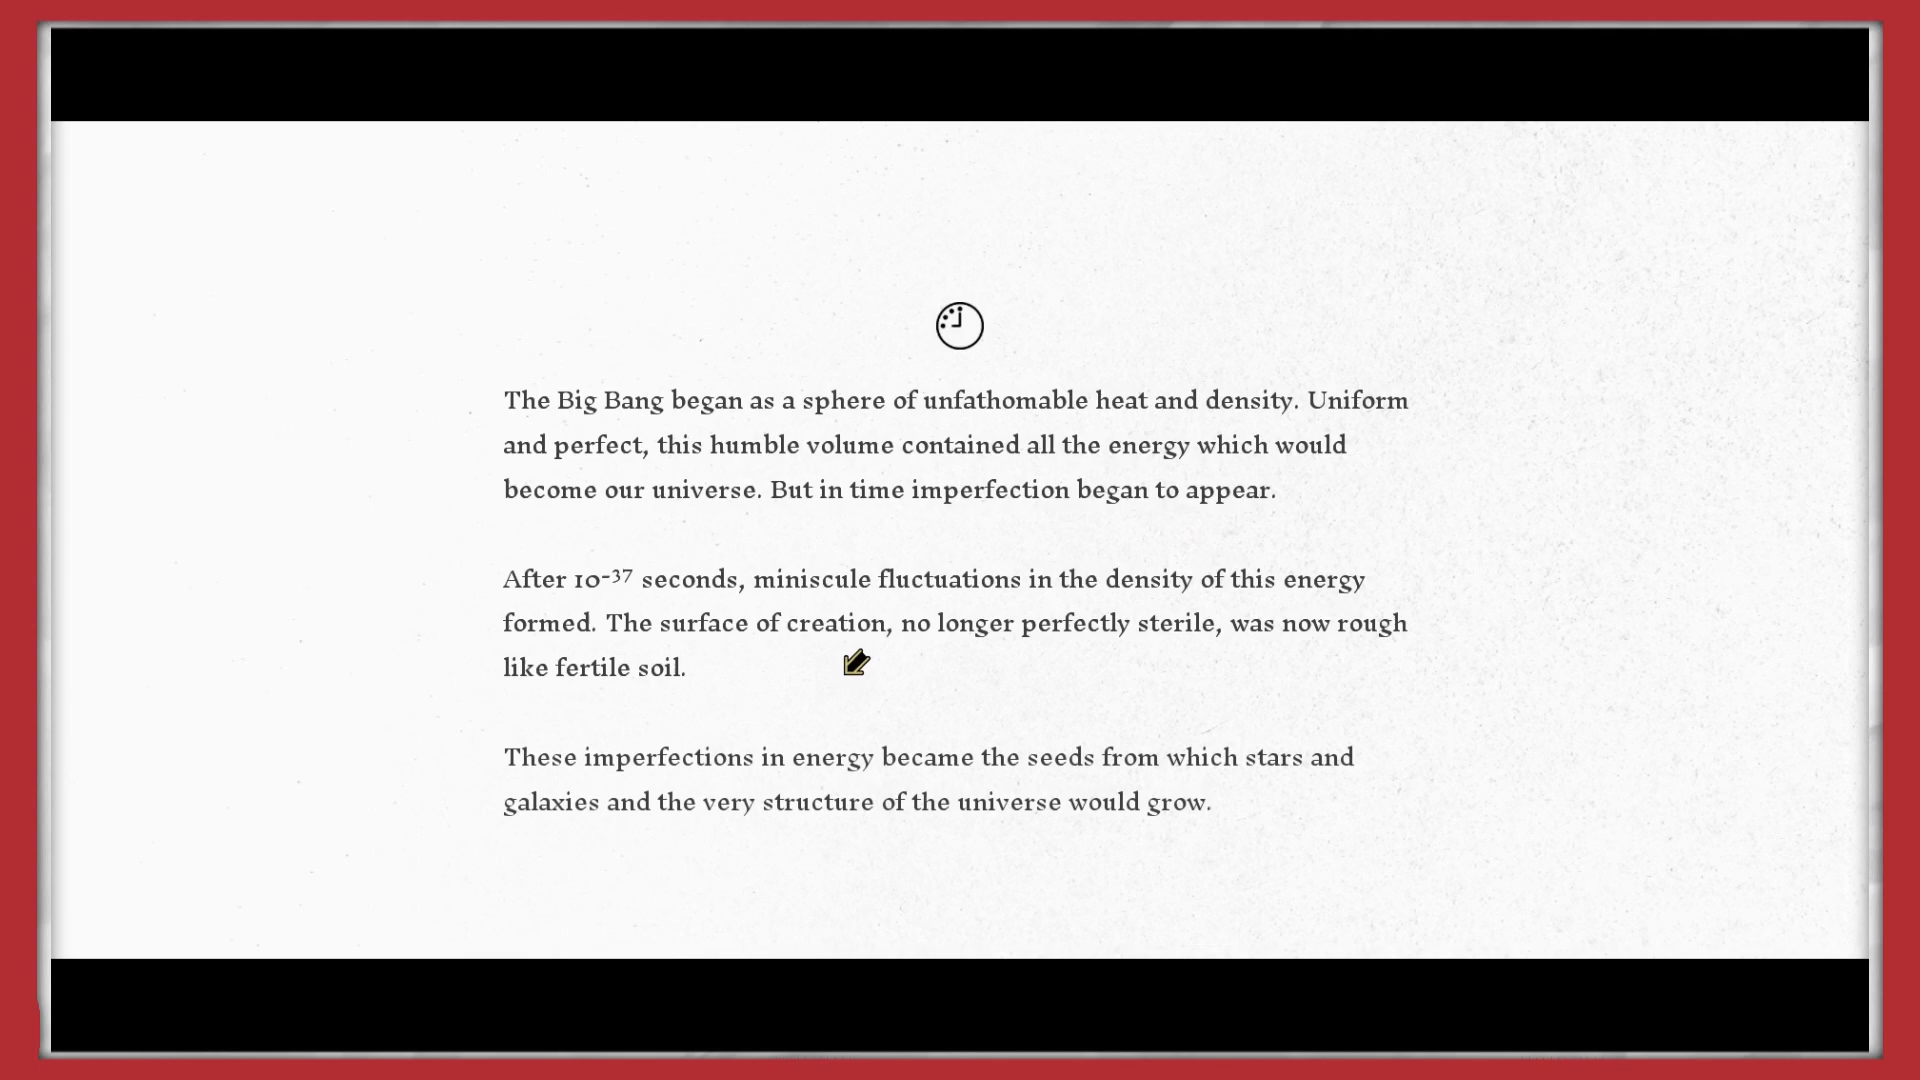 The Big Bang began as a sphere of unfathomable heat and density. Uniform
and perfect, this humble volume contained all the energy which would
become our universe. But in time imperfection began to appear.
After 10-³⁷ seconds, miniscule fluctuations in the density of this energy
formed. The surface of creation, no longer perfectly sterile, was now rough
like fertile soil.
These imperfections in energy became the seeds from which stars and
galaxies and the very structure of the universe would grow.